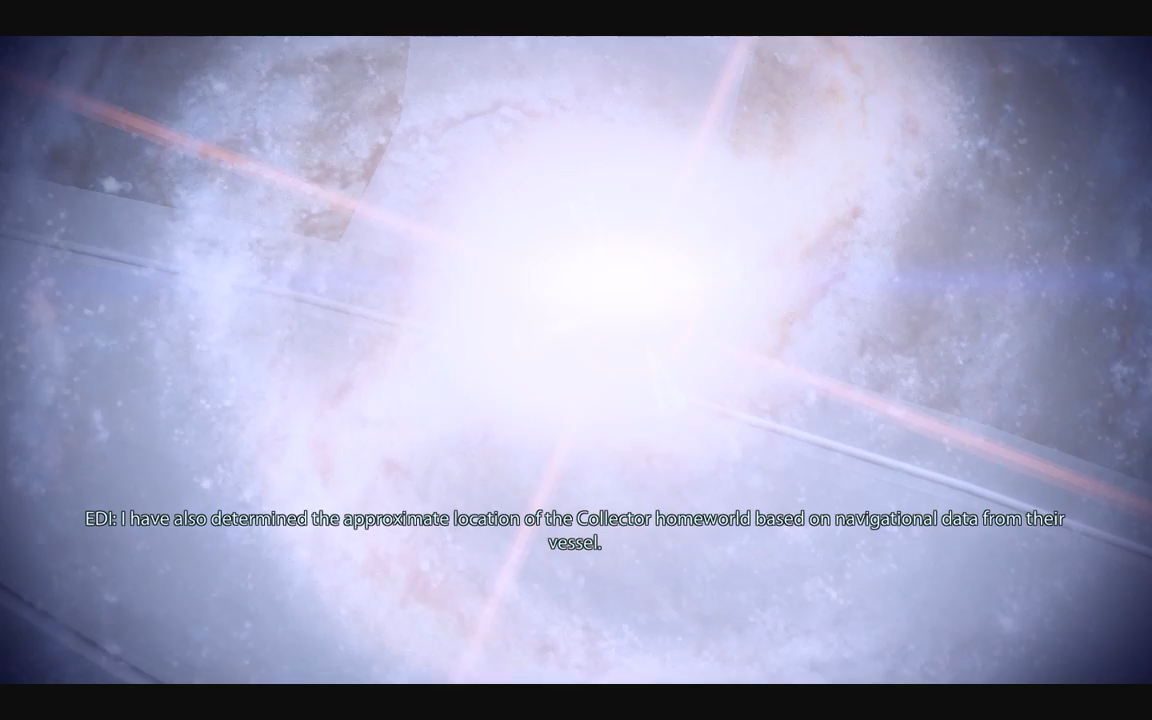 EDI: I have also determined the approximate location of the Collector homeworld based on navigational data from their
vessel.